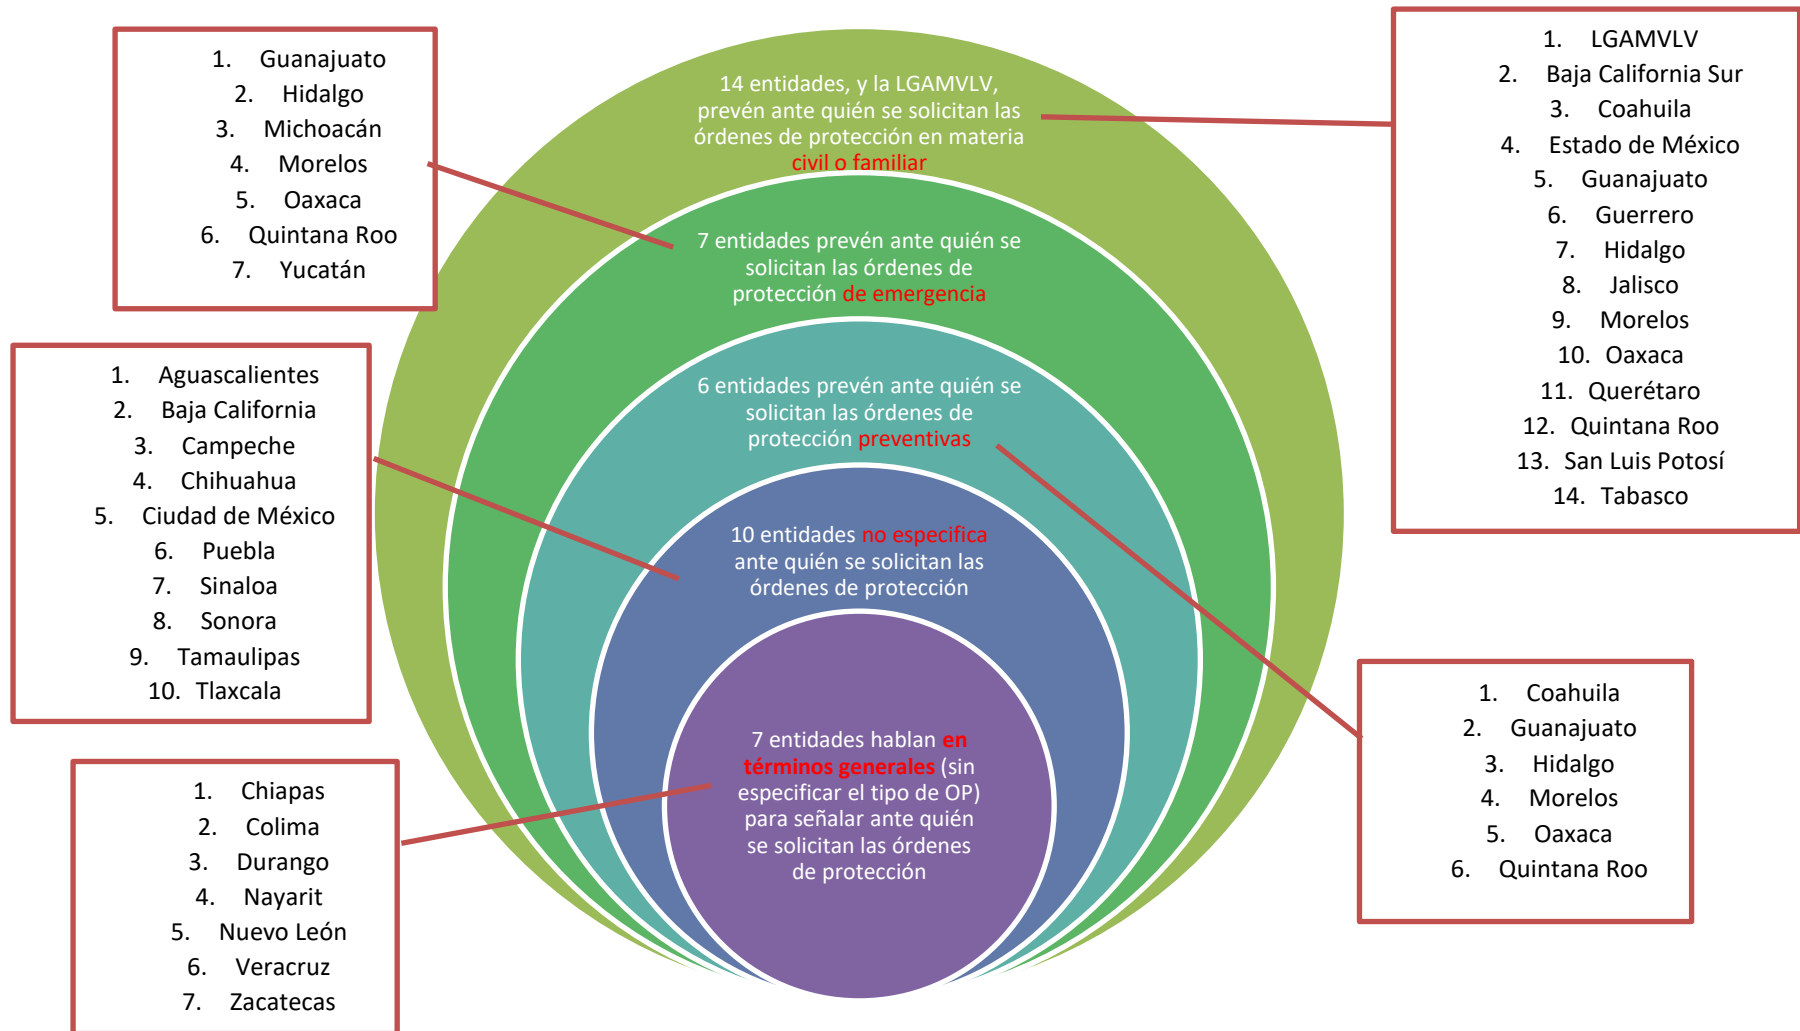 1. Guanajuato
2. Hidalgo
3. Michoacán
4. Morelos
5. Oaxaca
6. Quintana Roo
7. Yucatán
1. Aguascalientes
2. Baja California
3. Campeche
4. Chihuahua
5. Ciudad de México
6. Puebla
7. Sinaloa
8. Sonora
9. Tamaulipas
10. Tlaxcala
1. Chiapas
2. Colima
3. Durango
4. Nayarit
5. Nuevo León
6. Veracruz
7. Zacatecas
14 entidades, y la LGAMVLV,
prevén ante quién se solicitan las
órdenes de protección en materia
civil o familiar
7 entidades prevén ante quién se
solicitan las órdenes de
protección de emergencia
6 entidades prevén ante quién se
solicitan las órdenes de
protección preventivas
10 entidades no especifica
ante quién se solicitan las
órdenes de protección
7 entidades hablan en
términos generales (sin
especificar el tipo de OP)
para señalar ante quién
se solicitan las órdenes
de protección
1. LGAMVLV
2. Baja California Sur
3. Coahuila
4. Estado de México
5. Guanajuato
6. Guerrero
7. Hidalgo
8. Jalisco
9. Morelos
10. Oaxaca
11. Querétaro
12. Quintana Roo
13. San Luis Potosí
14. Tabasco
1. Coahuila
2. Guanajuato
3. Hidalgo
4. Morelos
5. Oaxaca
6. Quintana Roo